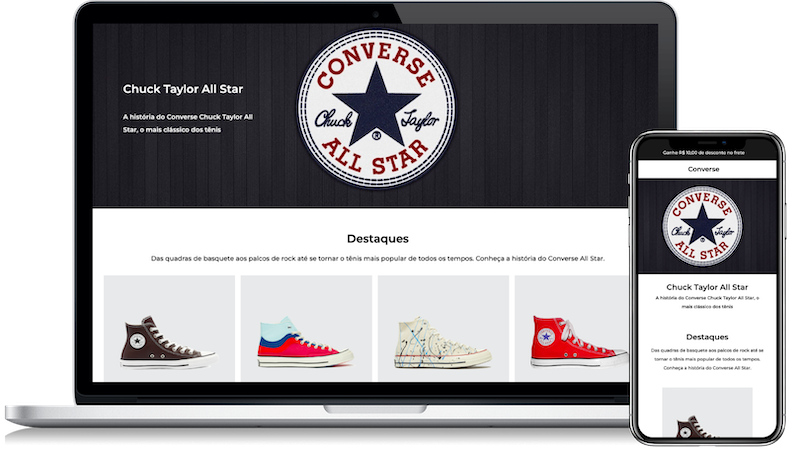 CONVERSE
Chuck Taylor
ALL STAR
Chuck Taylor All Star
A história do Converse Chuck Taylor All
Star, o mais clássico dos tênis
Destaques
Das quadras de basquete aos palcos de rock até se tornar o tênis mais popular de todos os tempos. Conheça a história do Converse All Star.
Ganhe R$ 10,00 de desconto no frete
Converse
CONVERSE
Chuck Taylor
ALL STAR
Chuck Taylor All Star
A história do Converse Chuck Taylor All Star, o
mais clássico dos tênis
Destaques
Das quadras de basquete aos palcos de rock até se
tornar o tênis mais popular de todos os tempos.
Conheça a história do Converse All Star.